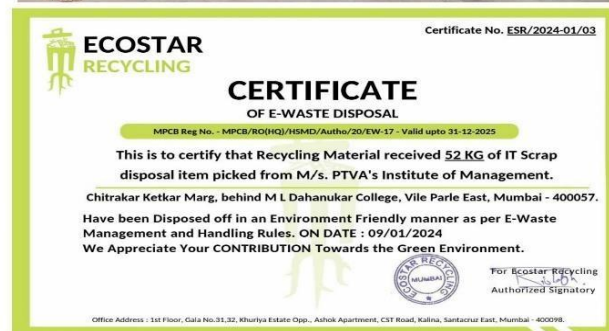 Certificate No. ESR/2024-01/03
ECOSTAR
RECYCLING
CERTIFICATE
OF E-WASTE DISPOSAL
MPCB Reg No. - MPCB/RO(HQ)/HSMD/Autho/20/EW-17 - Valid upto 31-12-2025
This is to certify that Recycling Material received 52 KG of IT Scrap
disposal item picked from M/s. PTVA's Institute of Management.
Chitrakar Ketkar Marg, behind M L Dahanukar College, Vile Parle East, Mumbai - 400057.
Have been Disposed off in an Environment Friendly manner as per E-Waste
Management and Handling Rules. ON DATE : 09/01/2024
We Appreciate Your CONTRIBUTION Towards the Green Environment.
ECOSTAR RECYCLING
MUMBAI
For Ecostar Recycling
Authorized Signatory
Office Address : 1st Floor, Gala No.31,32, Khuriya Estate Opp., Ashok Apartment, CST Road, Kalina, Santacruz East, Mumbai - 400098.